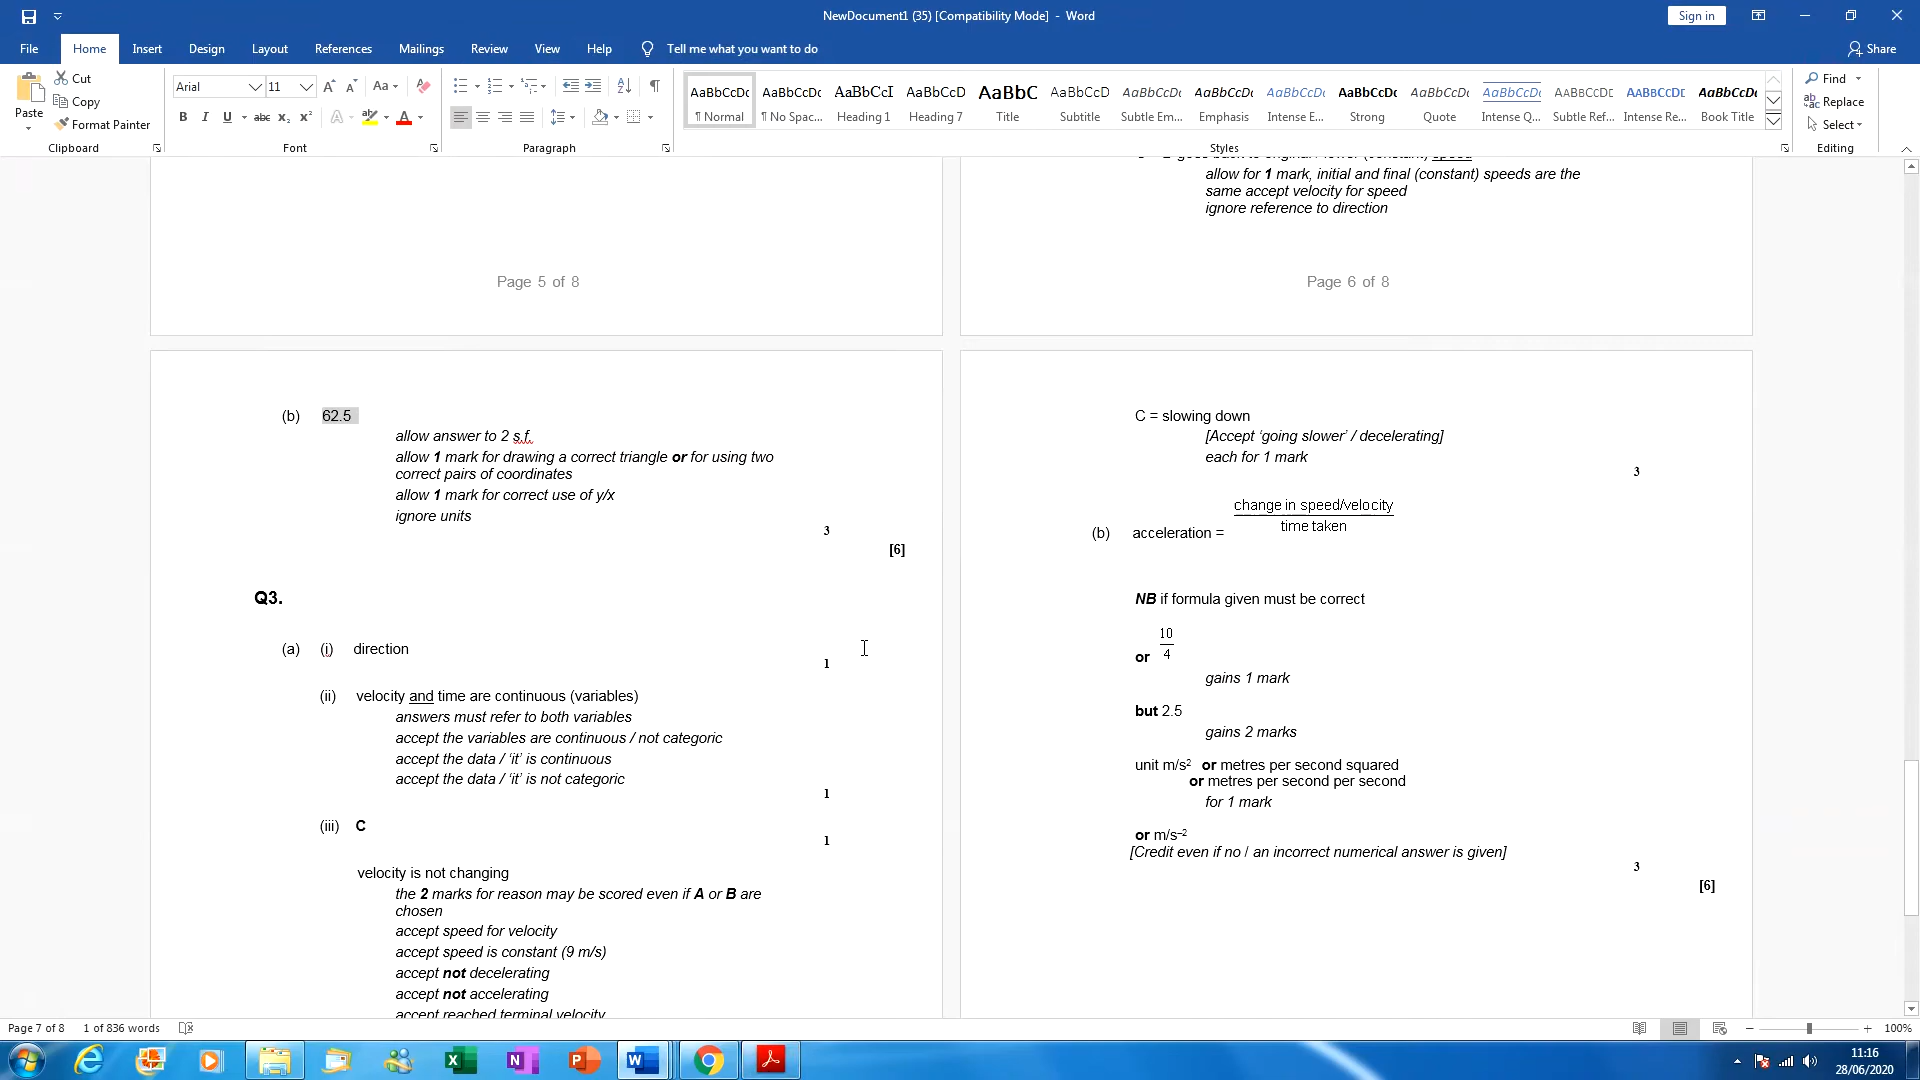 NewDocument1 (35) [Compatibility Mode] - Word
Sign in
File Home Insert Design Layout References Mailings Review View Help Tell me what you want to do
Share
Paste
Cut
Copy
Format Painter
Clipboard
Arial 11
Font
Paragraph
AaBbCcDc AaBbCcDc AaBbCcI AaBbCcD AaBbC AaBbCcD AaBbCcDc AaBbCcDc AaBbCcDc AaBbCcDc AaBbCcDc AaBbCcDc AABBCCDE AABBCCDE AaBbCcDc
¶ Normal ¶ No Spac... Heading 1 Heading 7 Title Subtitle Subtle Em... Emphasis Intense E... Strong Quote Intense Q... Subtle Ref... Intense Re... Book Title
Styles
Find
Replace
Select
Editing
Page 5 of 8
allow for 1 mark, initial and final (constant) speeds are the
same accept velocity for speed
ignore reference to direction
Page 6 of 8
(b) 62.5
allow answer to 2 s.f.
allow 1 mark for drawing a correct triangle or for using two
correct pairs of coordinates
allow 1 mark for correct use of y/x
ignore units
3
[6]
Q3.
(a) (i) direction
1
(ii) velocity and time are continuous (variables)
answers must refer to both variables
accept the variables are continuous / not categoric
accept the data / ‘it’ is continuous
accept the data / ‘it’ is not categoric
1
(iii) C
1
velocity is not changing
the 2 marks for reason may be scored even if A or B are
chosen
accept speed for velocity
accept speed is constant (9 m/s)
accept not decelerating
accept not accelerating
accept reached terminal velocity
C = slowing down
[Accept ‘going slower’ / decelerating]
each for 1 mark
3
change in speed/velocity
time taken
(b) acceleration =
NB if formula given must be correct
10
4
or
gains 1 mark
but 2.5
gains 2 marks
unit m/s² or metres per second squared
or metres per second per second
for 1 mark
or m/s⁻²
[Credit even if no / an incorrect numerical answer is given]
3
[6]
Page 7 of 8 1 of 836 words
100%
11:16
28/06/2020